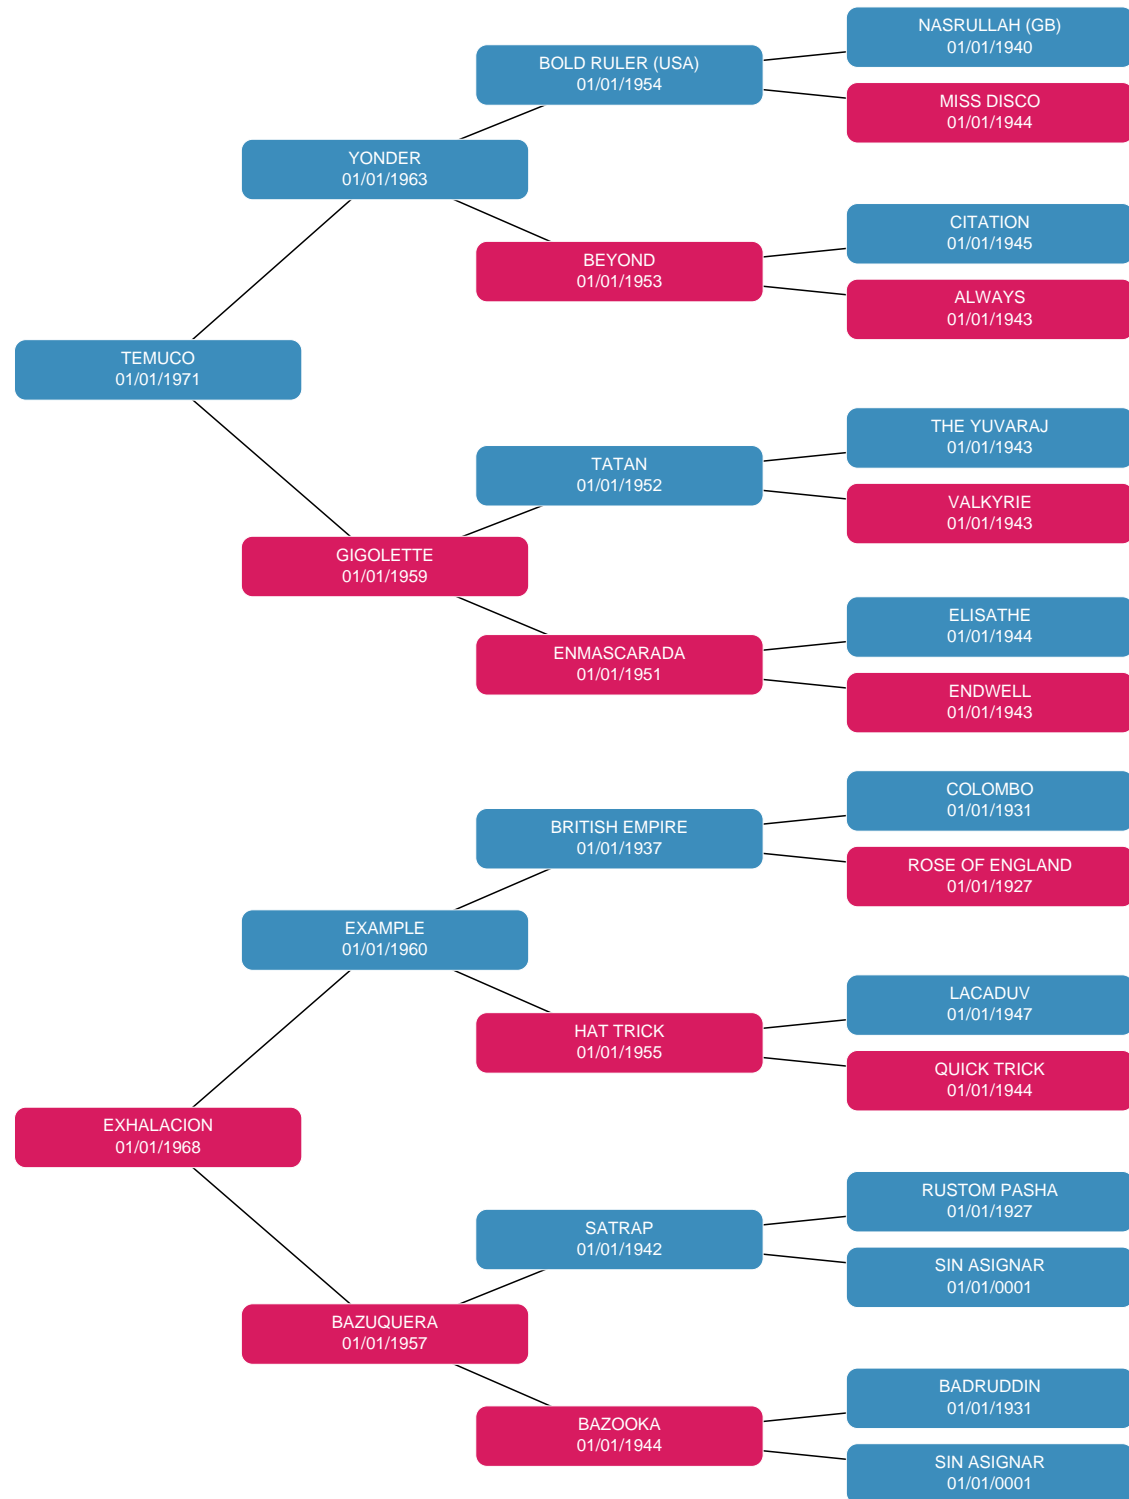 NASRULLAH (GB)
01/01/1940
BOLD RULER (USA)
01/01/1954
MISS DISCO
01/01/1944
YONDER
01/01/1963
CITATION
01/01/1945
BEYOND
01/01/1953
ALWAYS
01/01/1943
TEMUCO
01/01/1971
THE YUVARAJ
01/01/1943
TATAN
01/01/1952
VALKYRIE
01/01/1943
GIGOLETTE
01/01/1959
ELISATHE
01/01/1944
ENMASCARADA
01/01/1951
ENDWELL
01/01/1943
COLOMBO
01/01/1931
BRITISH EMPIRE
01/01/1937
ROSE OF ENGLAND
01/01/1927
EXAMPLE
01/01/1960
LACADUV
01/01/1947
HAT TRICK
01/01/1955
QUICK TRICK
01/01/1944
EXHALACION
01/01/1968
RUSTOM PASHA
01/01/1927
SATRAP
01/01/1942
SIN ASIGNAR
01/01/0001
BAZUQUERA
01/01/1957
BADRUDDIN
01/01/1931
BAZOOKA
01/01/1944
SIN ASIGNAR
01/01/0001